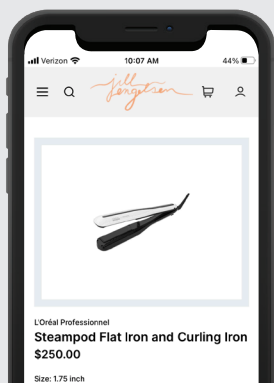 Verizon 10:07 AM 44%
jill
jengelsen
L'Oréal Professionnel
Steampod Flat Iron and Curling Iron
$250.00
Size: 1.75 inch